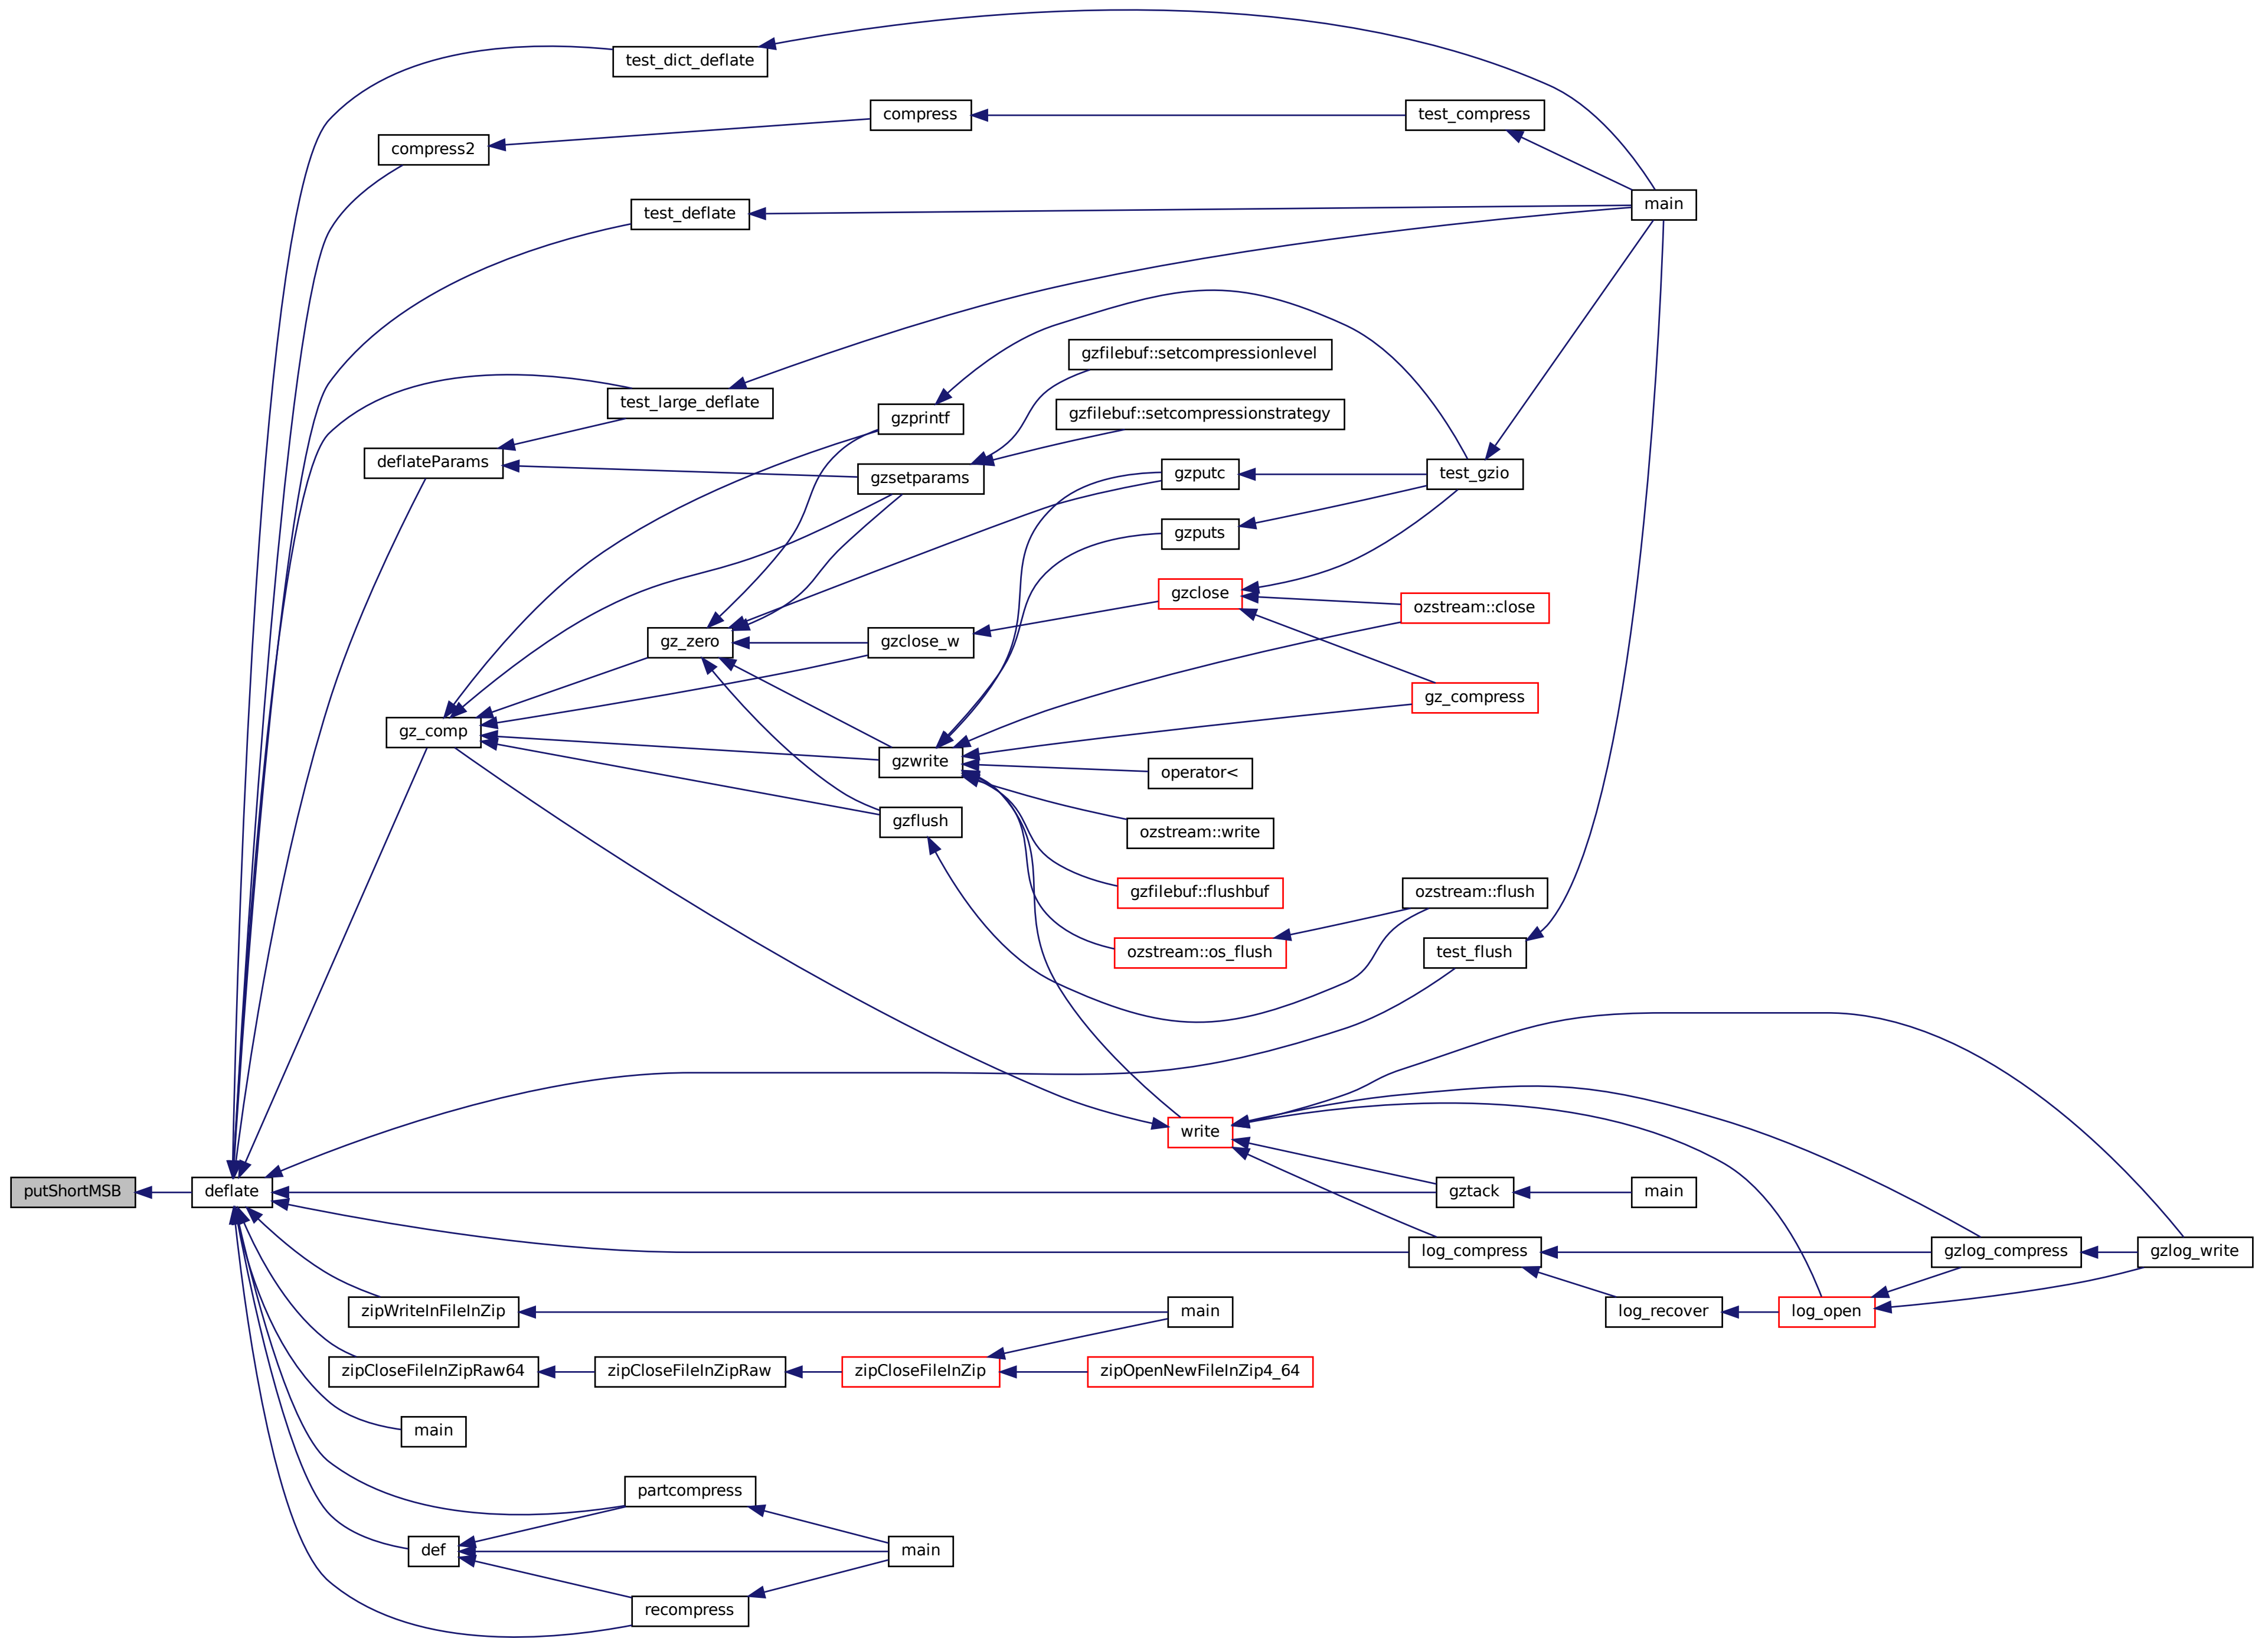 test_dict_deflate
compress
test_compress
compress2
main
test_deflate
gzfilebuf::setcompressionlevel
test_large_deflate
gzfilebuf::setcompressionstrategy
gzprintf
deflateParams
gzsetparams
gzputc
test_gzio
gzputs
gzclose
ozstream::close
gz_zero
gzclose_w
gz_compress
gz_comp
gzwrite
operator<
gzflush
ozstream::write
gzfilebuf::flushbuf
ozstream::flush
ozstream::os_flush
test_flush
write
putShortMSB
deflate
gztack
main
log_compress
gzlog_compress
gzlog_write
zipWriteInFileInZip
main
log_recover
log_open
zipCloseFileInZipRaw64
zipCloseFileInZipRaw
zipCloseFileInZip
zipOpenNewFileInZip4_64
main
partcompress
def
main
recompress